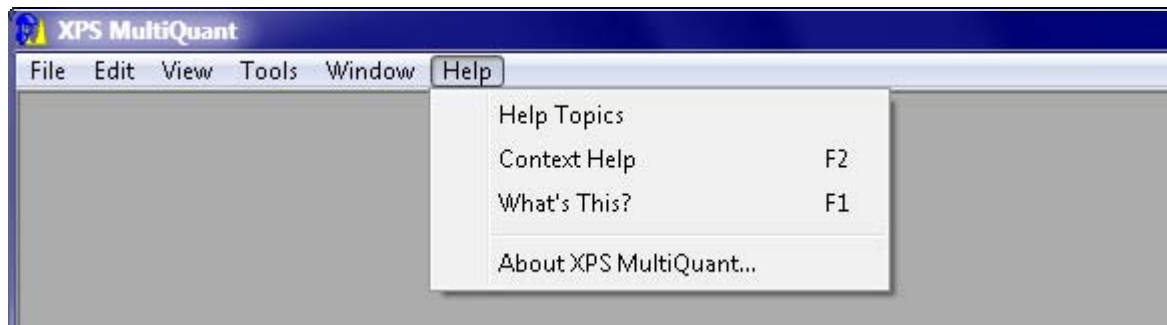 XPS MultiQuant
File Edit View Tools Window Help
Help Topics
Context Help F2
What's This? F1
About XPS MultiQuant...